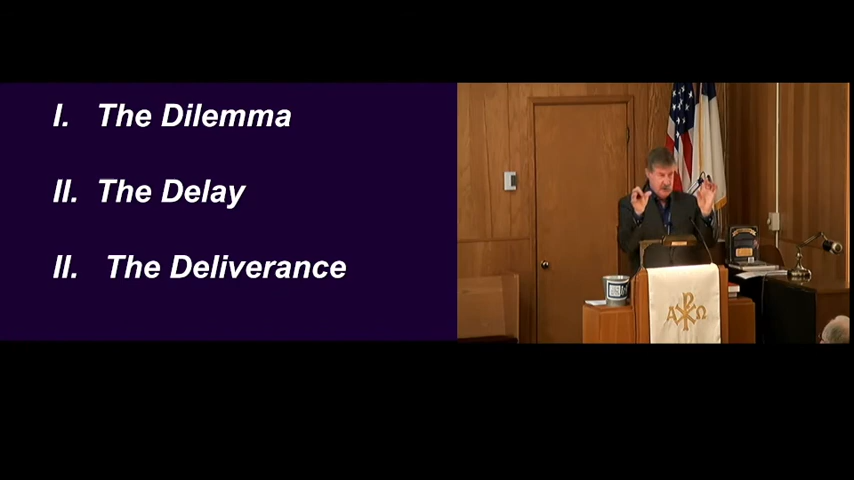 I. The Dilemma
II. The Delay
II. The Deliverance
Α Ω